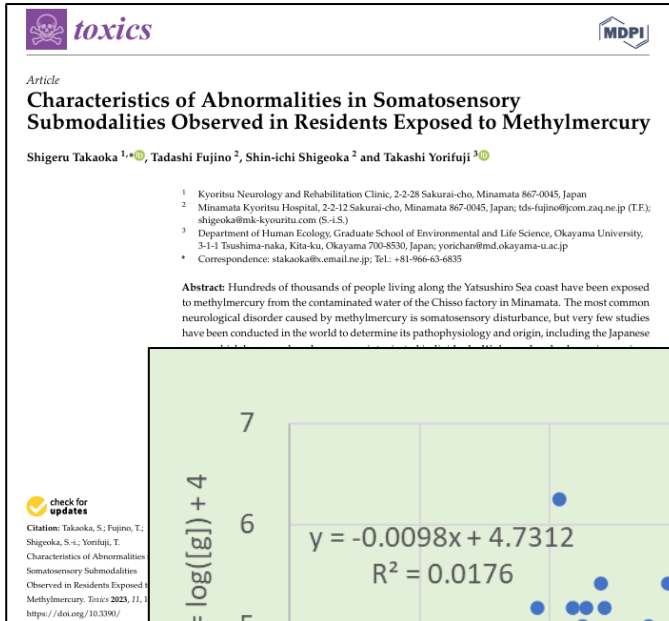 toxics
MDPI
Article
Characteristics of Abnormalities in Somatosensory
Submodalities Observed in Residents Exposed to Methylmercury
Shigeru Takaoka 1,*, Tadashi Fujino 2, Shin-ichi Shigeoka 2 and Takashi Yorifuji 3
1 Kyoritsu Neurology and Rehabilitation Clinic, 2-2-28 Sakurai-cho, Minamata 867-0045, Japan
2 Minamata Kyoritsu Hospital, 2-2-12 Sakurai-cho, Minamata 867-0045, Japan; tds-fujino@jcom.zaq.ne.jp (T.F.);
shigeoka@mk-kyouritu.com (S.-i.S.)
3 Department of Human Ecology, Graduate School of Environmental and Life Science, Okayama University,
3-1-1 Tsushima-naka, Kita-ku, Okayama 700-8530, Japan; yorichan@md.okayama-u.ac.jp
* Correspondence: stakaoka@x.email.ne.jp; Tel.: +81-966-63-6835
Abstract: Hundreds of thousands of people living along the Yatsushiro Sea coast have been exposed
to methylmercury from the contaminated water of the Chisso factory in Minamata. The most common
neurological disorder caused by methylmercury is somatosensory disturbance, but very few studies
have been conducted in the world to determine its pathophysiology and origin, including the Japanese
check for
updates
Citation: Takaoka, S.; Fujino, T.;
Shigeoka, S.-i.; Yorifuji, T.
Characteristics of Abnormalities
Somatosensory Submodalities
Observed in Residents Exposed t
Methylmercury. Toxics 2023, 11, 1
https://doi.org/10.3390/
7
6
5
= log([g]) + 4
y = -0.0098x + 4.7312
R² = 0.0176